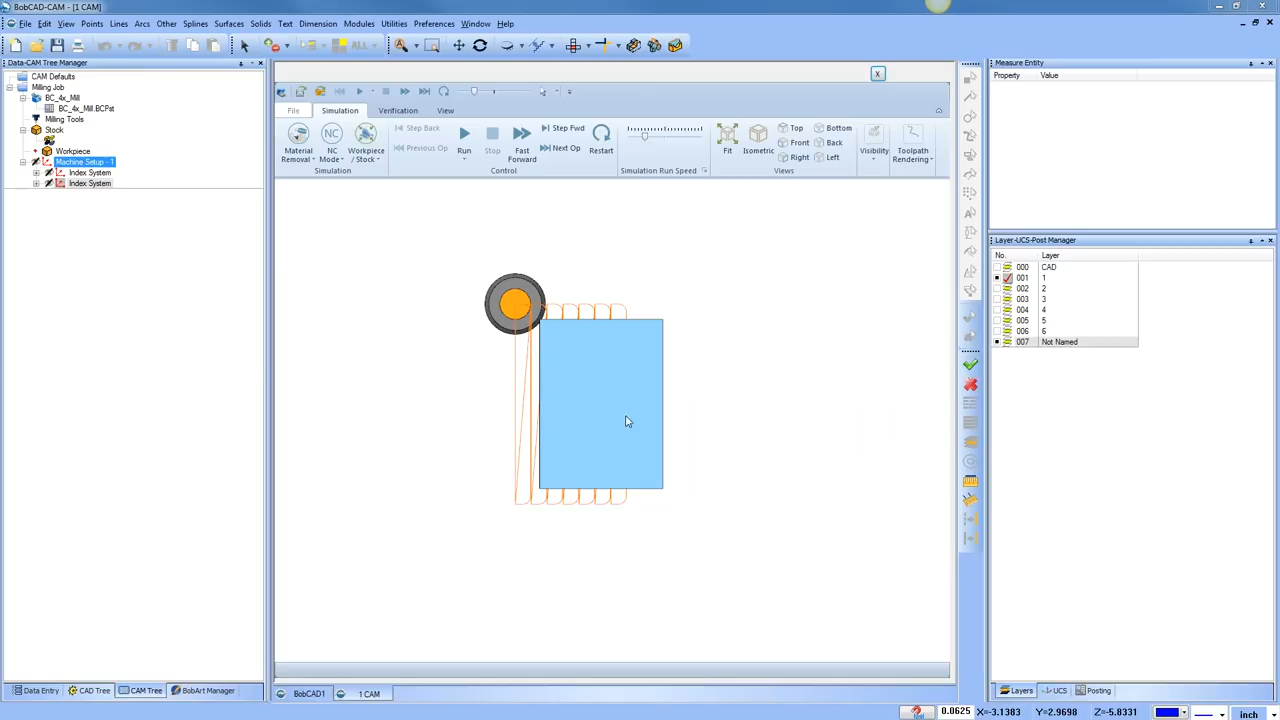 BobCAD-CAM - [1 CAM]
File Edit View Points Lines Arcs Other Splines Surfaces Solids Text Dimension Modules Utilities Preferences Window Help
ALL
Data-CAM Tree Manager
CAM Defaults
Milling Job
BC_4x_Mill
BC_4x_Mill.BCPst
Milling Tools
Stock
Workpiece
Machine Setup - 1
Index System
Index System
Data Entry CAD Tree CAM Tree BobArt Manager
x
File Simulation Verification View
Material Removal NC Mode Workpiece / Stock
Simulation
Step Back
Previous Op
Run Stop Fast Forward
Step Fwd
Next Op
Restart
Control
Simulation Run Speed
Fit Isometric
Top Bottom
Front Back
Right Left
Views
Visibility
Toolpath Rendering
BobCAD1 1 CAM
Measure Entity
Property Value
Layer-UCS-Post Manager
No. Layer
000 CAD
001 1
002 2
003 3
004 4
005 5
006 6
007 Not Named
Layers UCS Posting
0.0625 X=-3.1383 Y=2.9698 Z=-5.8331 inch